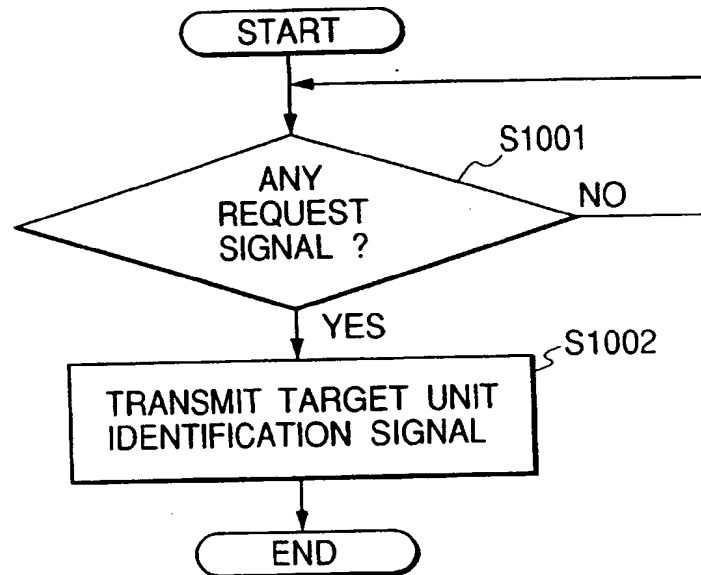 START
S1001
ANY
REQUEST
SIGNAL ?
NO
YES
S1002
TRANSMIT TARGET UNIT
IDENTIFICATION SIGNAL
END